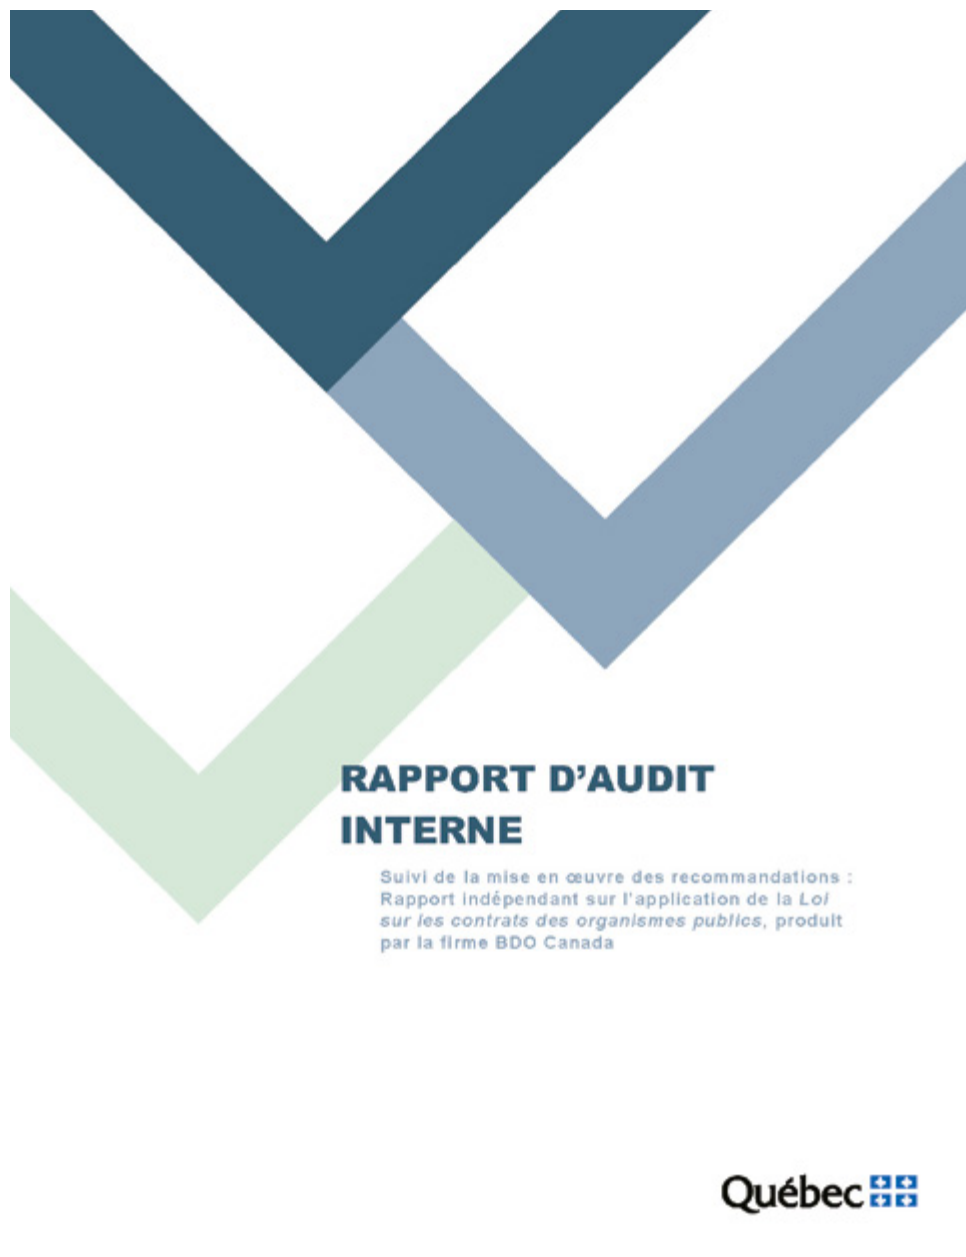 RAPPORT D’AUDIT
INTERNE
Suivi de la mise en œuvre des recommandations :
Rapport indépendant sur l’application de la Loi
sur les contrats des organismes publics, produit
par la firme BDO Canada
Québec